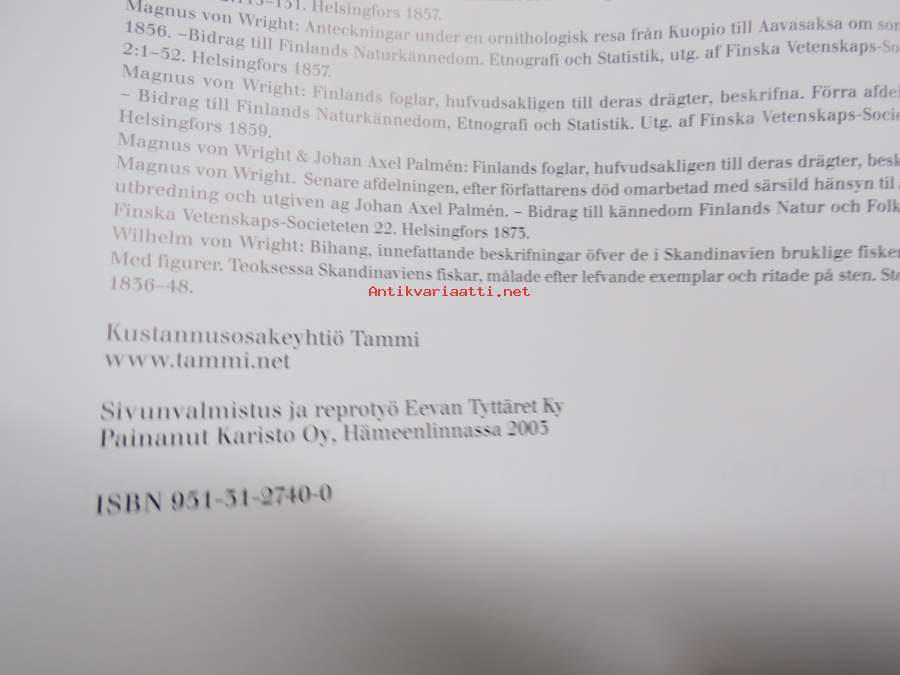 131. Helsingfors 1857.
Magnus von Wright: Anteckningar under en ornithologisk resa från Kuopio till Aavasaksa om
1856. –Bidrag till Finlands Naturkännedom. Etnografi och Statistik, utg. af Finska Vetenskaps-So
2:1–52. Helsingfors 1857.
Magnus von Wright: Finlands foglar, hufvudsakligen till deras drägter, beskrifna. Förra afdel
– Bidrag till Finlands Naturkännedom, Etnografi och Statistik. Utg. af Finska Vetenskaps-Socie
Helsingfors 1859.
Magnus von Wright & Johan Axel Palmén: Finlands foglar, hufvudsakligen till deras drägter, besk
Magnus von Wright. Senare afdelningen, efter författarens död omarbetad med särsild hänsyn til
utbredning och utgiven ag Johan Axel Palmén. – Bidrag till kännedom Finlands Natur och Folk
Finska Vetenskaps-Societeten 22. Helsingfors 1873.
Wilhelm von Wright: Bihang, innefattande beskrifningar öfver de i Skandinavien bruklige fisker
Med figurer. Teoksessa Skandinaviens fiskar, målade efter lefvande exemplar och ritade på sten. Sto
1836–48.
Antikvariaatti.net
Kustannusosakeyhtiö Tammi
www.tammi.net
Sivunvalmistus ja reprotyö Eevan Tyttäret Ky
Painanut Karisto Oy, Hämeenlinnassa 2003
ISBN 951-31-2740-0